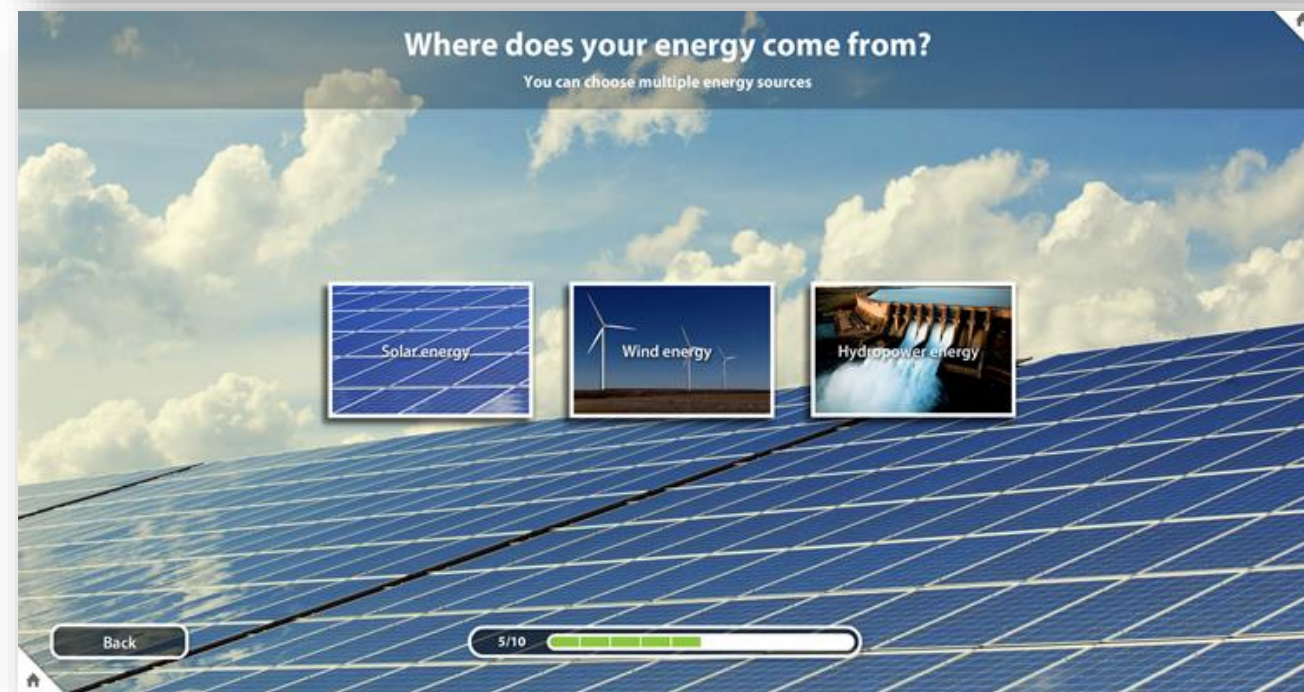 Where does your energy come from?
You can choose multiple energy sources
Solar energy
Wind energy
Hydropower energy
Back
5/10